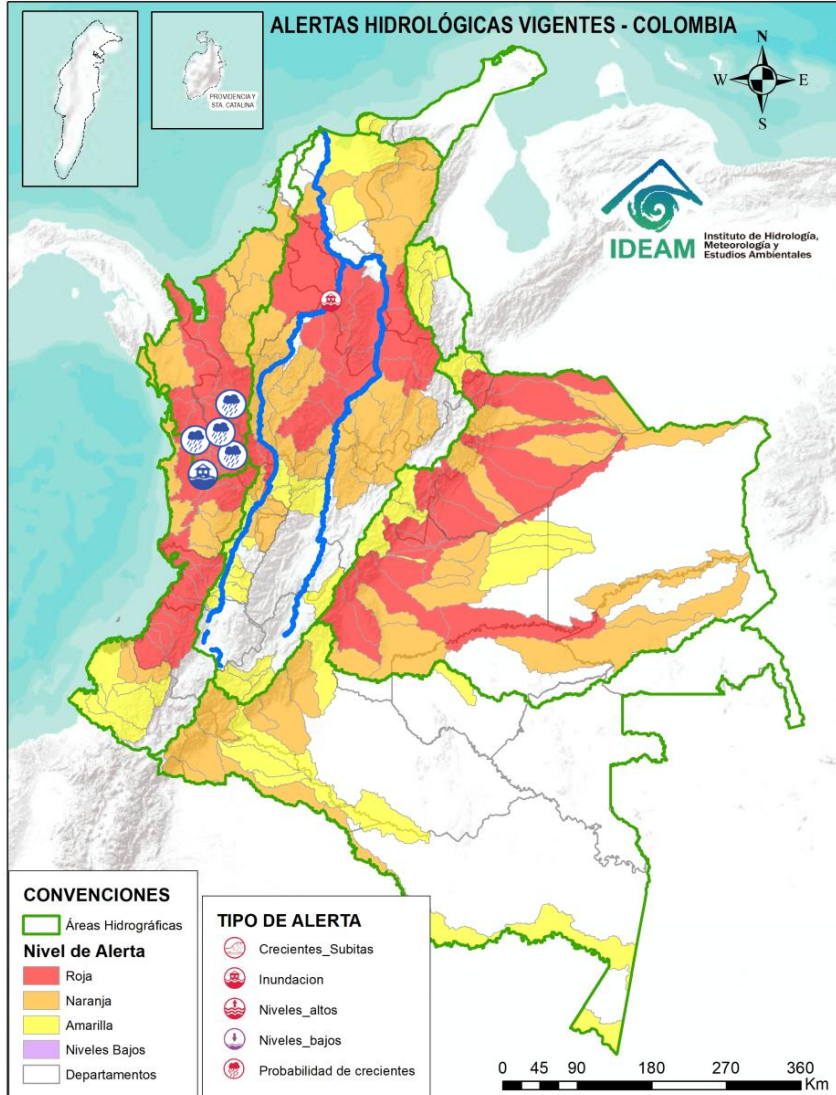 ALERTAS HIDROLÓGICAS VIGENTES - COLOMBIA
PROVIDENCIA Y
STA. CATALINA
N
W
E
S
IDEAM
Instituto de Hidrología,
Meteorología y
Estudios Ambientales
CONVENCIONES
Áreas Hidrográficas
Nivel de Alerta
Roja
Naranja
Amarilla
Niveles Bajos
Departamentos
TIPO DE ALERTA
Crecientes_Subitas
Inundacion
Niveles_altos
Niveles_bajos
Probabilidad de crecientes
0 45 90 180 270 360
Km